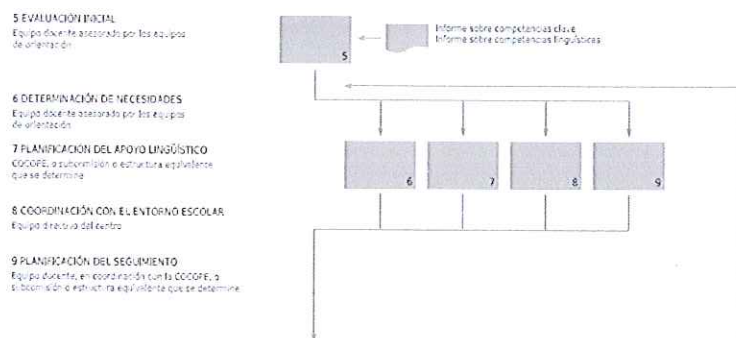 5 EVALUACIÓN INICIAL
Equipo docente asesorado por los equipos
de orientación
5
Informe sobre competencias clave
Informe sobre competencias lingüísticas
6 DETERMINACIÓN DE NECESIDADES
Equipo docente asesorado por los equipos
de orientación
7 PLANIFICACIÓN DEL APOYO LINGÜÍSTICO
COCOPE, o subcomisión o estructura equivalente
que se determine
6
7
8
9
8 COORDINACIÓN CON EL ENTORNO ESCOLAR
Equipo directivo del centro
9 PLANIFICACIÓN DEL SEGUIMIENTO
Equipo docente, en coordinación con la COCOPE, o
subcomisión o estructura equivalente que se determine